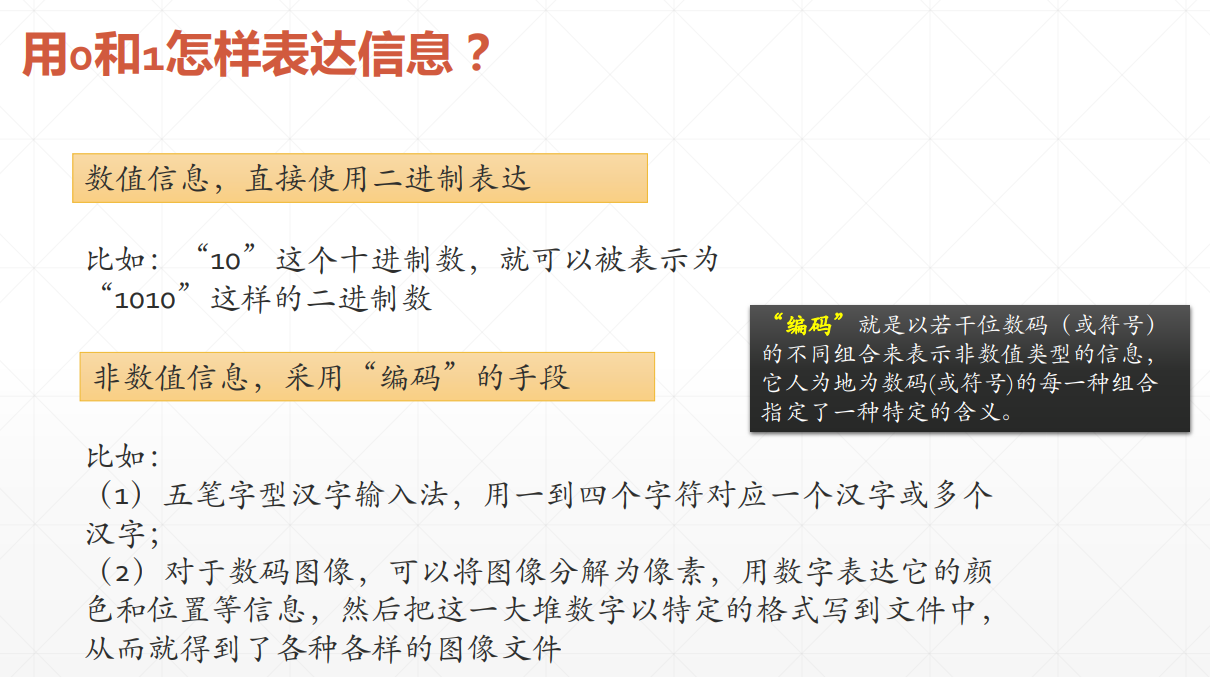 用0和1怎样表达信息？
数值信息，直接使用二进制表达
比如：“10”这个十进制数，就可以被表示为
“1010”这样的二进制数
“编码”就是以若干位数码（或符号）
的不同组合来表示非数值类型的信息，
它人为地为数码(或符号)的每一种组合
指定了一种特定的含义。
非数值信息，采用“编码”的手段
比如：
（1）五笔字型汉字输入法，用一到四个字符对应一个汉字或多个
汉字；
（2）对于数码图像，可以将图像分解为像素，用数字表达它的颜
色和位置等信息，然后把这一大堆数字以特定的格式写到文件中，
从而就得到了各种各样的图像文件